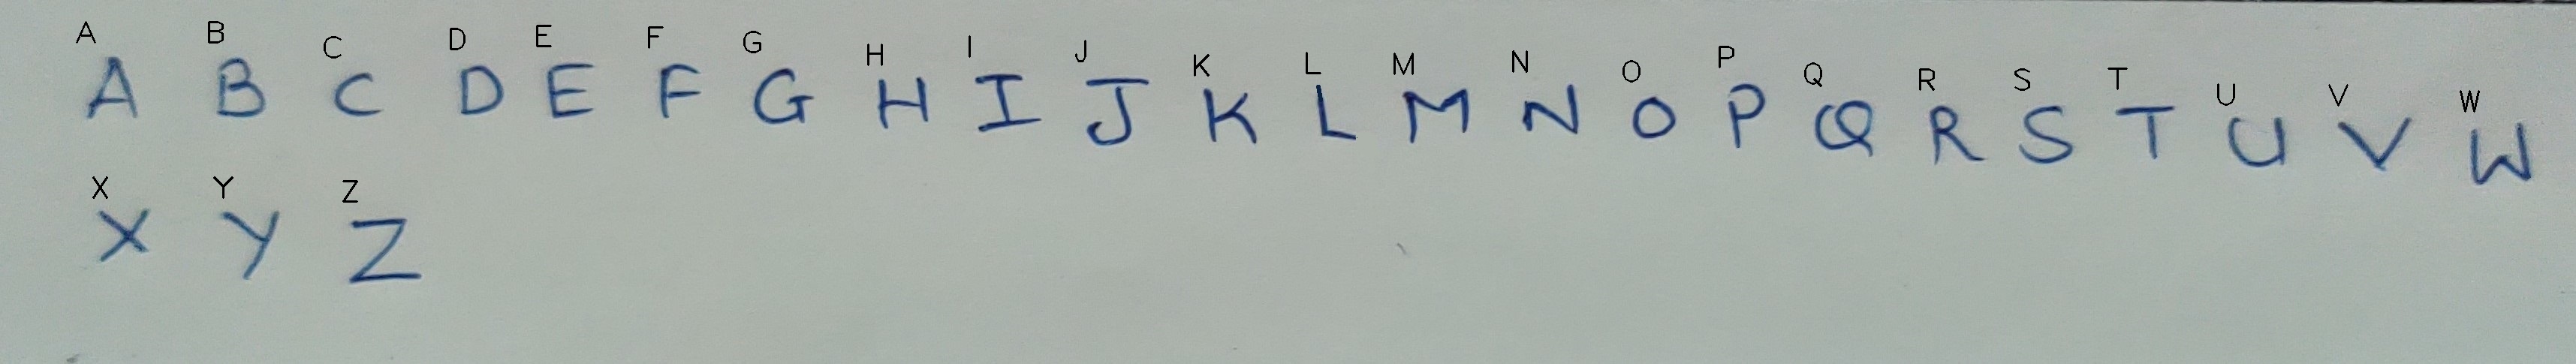 A B C D E F G H I J K L M N O P Q R S T U V W
A B C D E F G H I J K L M N O P Q R S T U V W
X Y Z
X Y Z